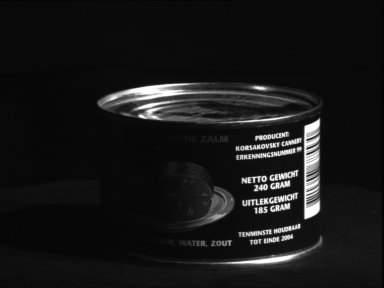 ZALM
PRODUCENT:
KORSAKOVSKY CANNERY
ERKENNINGSNUMMER 99
NETTO GEWICHT
240 GRAM
UITLEKGEWICHT
185 GRAM
WATER, ZOUT
TENMINSTE HOUDBAAR
TOT EINDE 2004